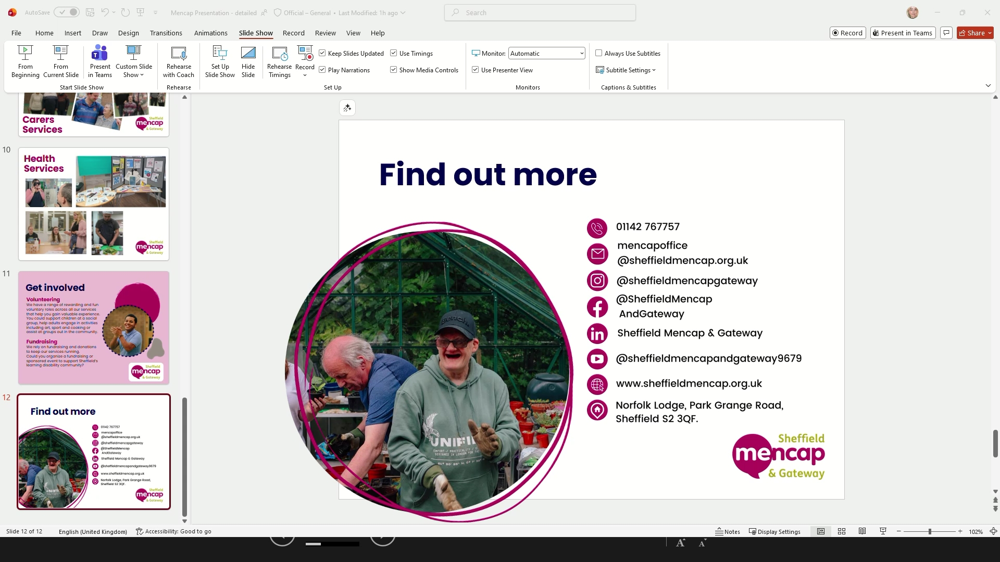 AutoSave
Mencap Presentation - detailed
Official – General • Last Modified: 1h ago
Search
File Home Insert Draw Design Transitions Animations Slide Show Record Review View Help
Record
Present in Teams
Share
From Beginning
From Current Slide
Present in Teams
Custom Slide Show
Rehearse with Coach
Set Up Slide Show
Hide Slide
Rehearse Timings
Record
Keep Slides Updated
Use Timings
Play Narrations
Show Media Controls
Monitor: Automatic
Use Presenter View
Always Use Subtitles
Subtitle Settings
Start Slide Show
Rehearse
Set Up
Monitors
Captions & Subtitles
Carers
Services
Sheffield
mencap
& Gateway
10
Health
Services
Sheffield
mencap
& Gateway
11
Get involved
Volunteering
We have a range of rewarding and fun
voluntary roles across all our services
that help you gain valuable experience.
You could support children at a social
group, help adults engage in activities
including art, sport and cooking or
assist at groups out in the community.
Fundraising
We rely on fundraising and donations
to keep our services running.
Could you organize a fundraising or
sponsored event to support Sheffield's
learning disability community?
Sheffield
mencap
& Gateway
12
Find out more
01142 767757
mencapoffice
@sheffieldmencap.org.uk
@sheffieldmencapgateway
@SheffieldMencap
AndGateway
Sheffield Mencap & Gateway
@sheffieldmencapandgateway9679
www.sheffieldmencap.org.uk
Norfolk Lodge, Park Grange Road,
Sheffield S2 3QF.
UNIFI
Sheffield
mencap
& Gateway
Find out more
01142 767757
mencapoffice
@sheffieldmencap.org.uk
@sheffieldmencapgateway
@SheffieldMencap
AndGateway
Sheffield Mencap & Gateway
@sheffieldmencapandgateway9679
www.sheffieldmencap.org.uk
Norfolk Lodge, Park Grange Road,
Sheffield S2 3QF.
Bench.
UNIFI
COMFORT / PRACTICALITY /
DESIGNED IN LONDON FOR THE
Sheffield
mencap
& Gateway
Slide 12 of 12
English (United Kingdom)
Accessibility: Good to go
Notes
Display Settings
102%
A A